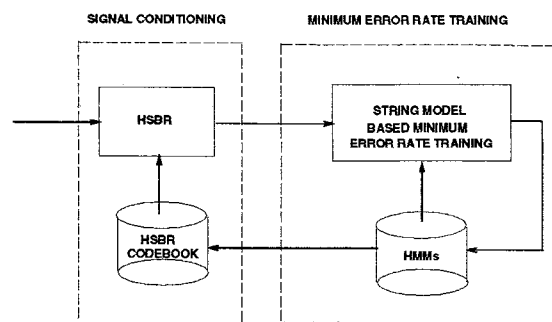 SIGNAL CONDITIONING
MINIMUM ERROR RATE TRAINING
HSBR
STRING MODEL
BASED MINIMUM
ERROR RATE TRAINING
HSBR
CODEBOOK
HMMs